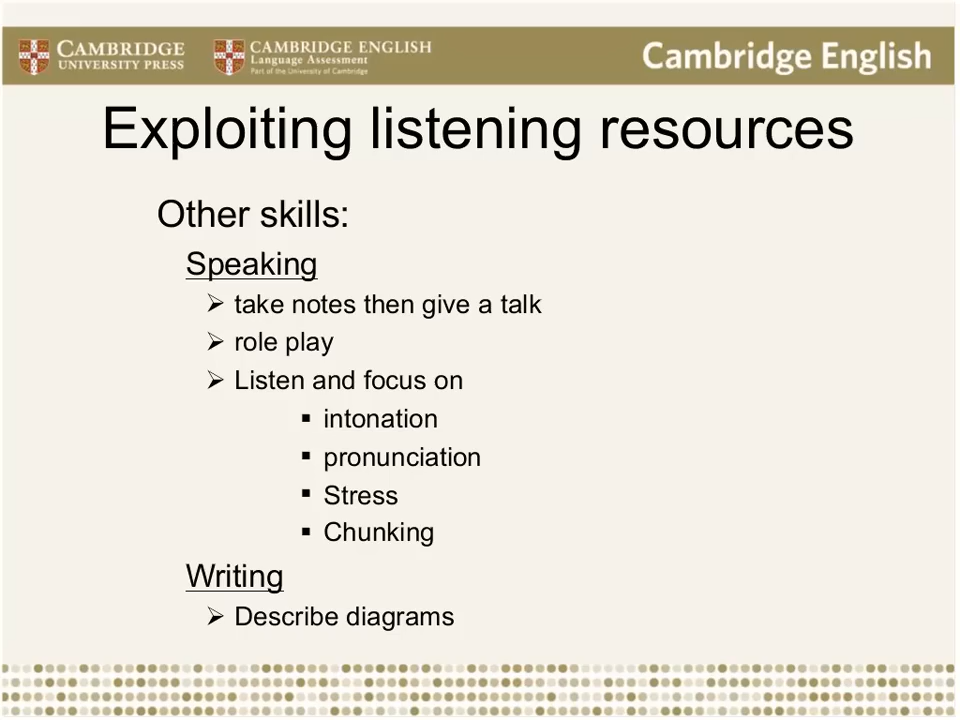 CAMBRIDGE
UNIVERSITY PRESS
CAMBRIDGE ENGLISH
Language Assessment
Part of the University of Cambridge
Cambridge English
Exploiting listening resources
Other skills:
Speaking
➢ take notes then give a talk
➢ role play
➢ Listen and focus on
▪ intonation
▪ pronunciation
▪ Stress
▪ Chunking
Writing
➢ Describe diagrams